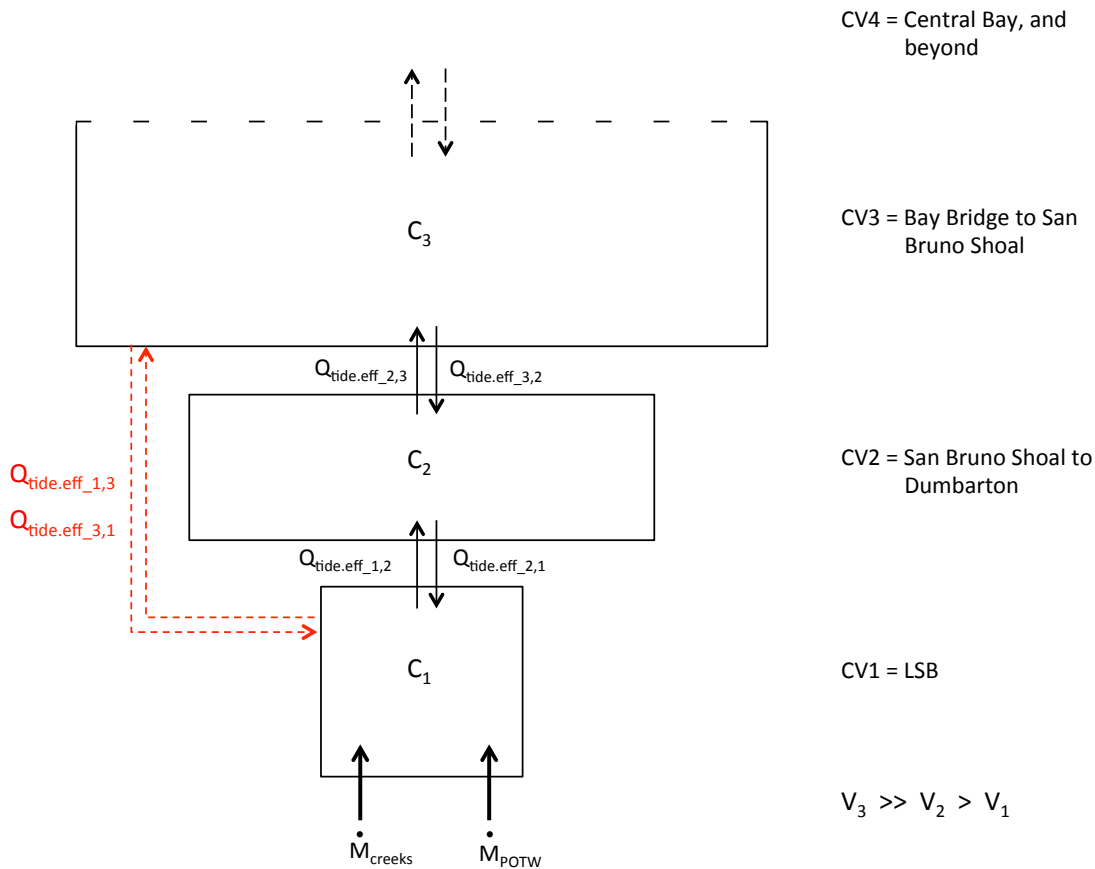 CV4 = Central Bay, and
beyond
C3
CV3 = Bay Bridge to San
Bruno Shoal
Qtide.eff_2,3
Qtide.eff_3,2
C2
CV2 = San Bruno Shoal to
Dumbarton
Qtide.eff_1,3
Qtide.eff_3,1
Qtide.eff_1,2
Qtide.eff_2,1
C1
CV1 = LSB
V3 >> V2 > V1
Ṁcreeks
ṀPOTW